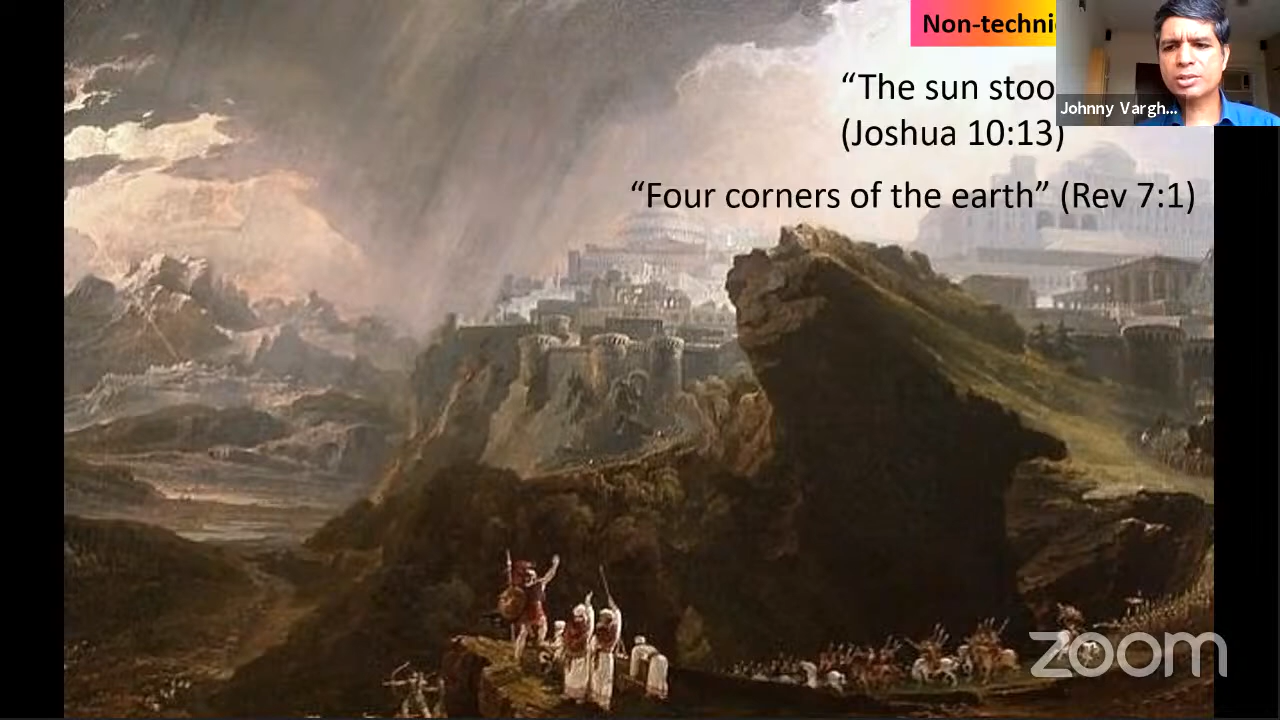 Non-techni
“The sun stoo
(Joshua 10:13)
“Four corners of the earth” (Rev 7:1)
Johnny Vargh...
zoom